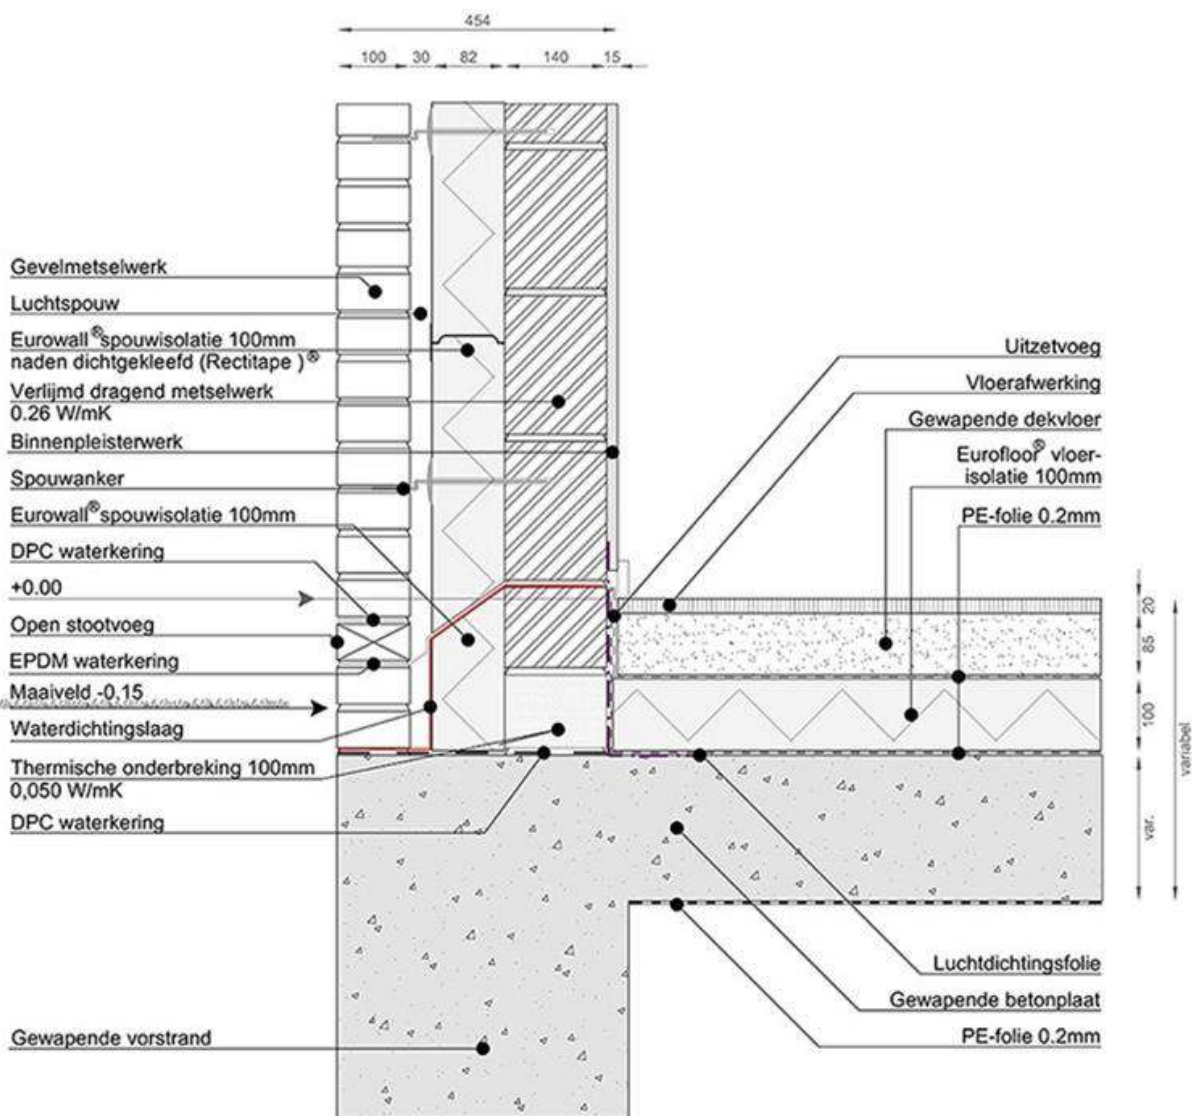 454
100 30 82 140 15
Gevelmetselwerk
Luchtspouw
Eurowall® spouwisolatie 100mm
naden dichtgekleefd (Rectitape )®
Verlijmd dragend metselwerk
0.26 W/mK
Binnenpleisterwerk
Spouwanker
Eurowall® spouwisolatie 100mm
DPC waterkering
+0.00
Open stootvoeg
EPDM waterkering
Maaiveld -0,15
Waterdichtingslaag
Thermische onderbreking 100mm
0,050 W/mK
DPC waterkering
Gewapende vorstrand
Uitzetvoeg
Vloerafwerking
Gewapende dekvloer
Eurofloor® vloer-
isolatie 100mm
PE-folie 0.2mm
20
85
100
var.
variabel
Luchtdichtingsfolie
Gewapende betonplaat
PE-folie 0.2mm